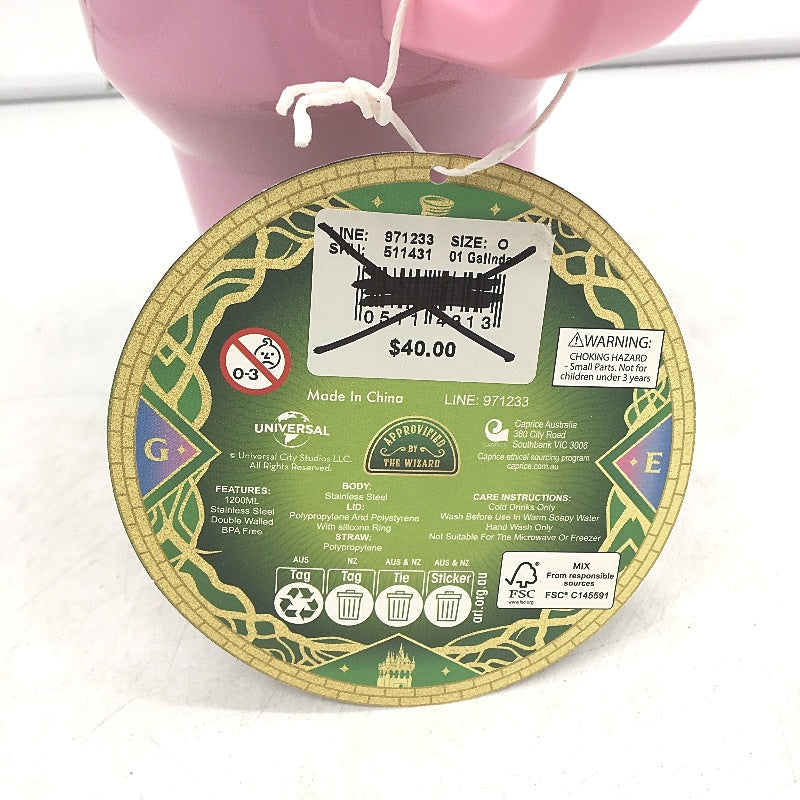 LINE: 971233 SIZE: O
SKU: 511431 01 Galinda
$40.00
0-3
⚠WARNING:
CHOKING HAZARD
- Small Parts. Not for
children under 3 years
Made In China
LINE: 971233
UNIVERSAL
© Universal City Studios LLC.
All Rights Reserved.
APPROVIFIED
BY
THE WIZARD
Caprice Australia
380 City Road
Southbank VIC 3006
Caprice ethical sourcing program
caprice.com.au
G
E
FEATURES:
1200ML
Stainless Steel
Double Walled
BPA Free
BODY:
Stainless Steel
LID:
Polypropylene And Polystyrene
With silicone Ring
STRAW:
Polypropylene
CARE INSTRUCTIONS:
Cold Drinks Only
Wash Before Use In Warm Soapy Water
Hand Wash Only
Not Suitable For The Microwave Or Freezer
AUS
Tag
NZ
Tag
AUS & NZ
Tie
AUS & NZ
Sticker
arl.org.au
FSC
www.fsc.org
MIX
From responsible
sources
FSC® C145591